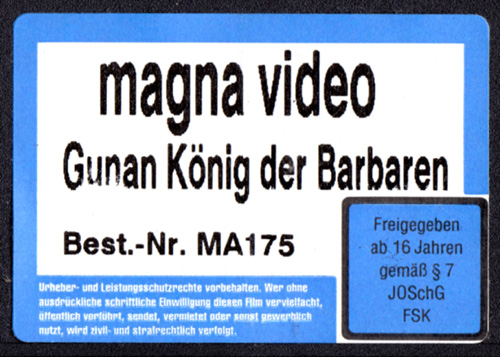 magna video
Gunan König der Barbaren
Best.-Nr. MA175
Urheber- und Leistungsschutzrechte vorbehalten. Wer ohne
ausdrückliche schriftliche Einwilligung diesen Film vervielfacht,
öffentlich vorführt, sendet, vermietet oder sonst gewerblich
nutzt, wird zivil- und strafrechtlich verfolgt.
Freigegeben
ab 16 Jahren
gemäß § 7
JOSchG
FSK